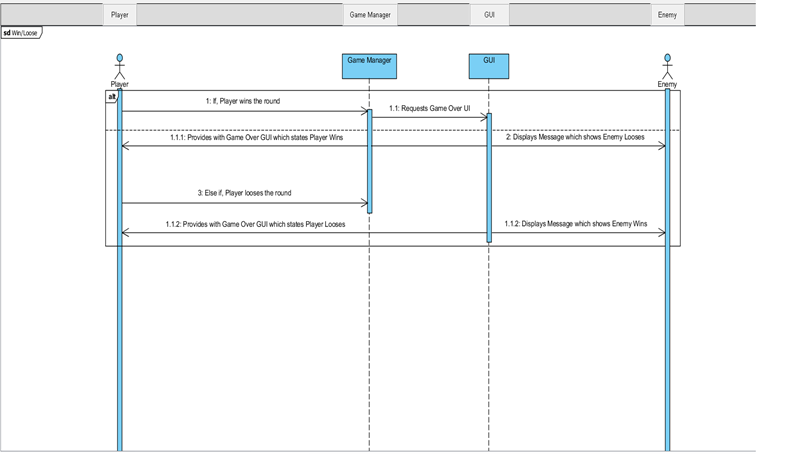 Player
Game Manager
GUI
Enemy
sd Win/Loose
Game Manager
GUI
Player
Enemy
alt
1: If, Player wins the round
1.1: Requests Game Over UI
1.1.1: Provides with Game Over GUI which states Player Wins
2: Displays Message which shows Enemy Looses
3: Else if, Player looses the round
1.1.2: Provides with Game Over GUI which states Player Looses
1.1.2: Displays Message which shows Enemy Wins